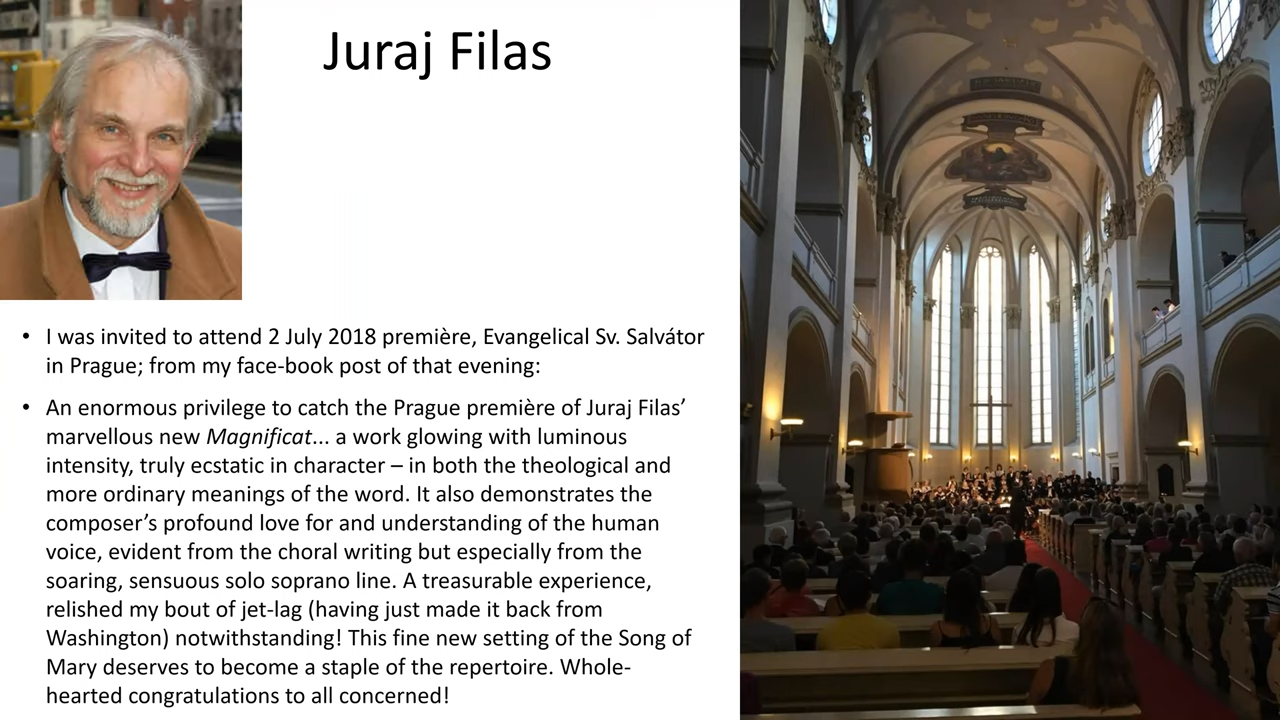 Juraj Filas
• I was invited to attend 2 July 2018 première, Evangelical Sv. Salvátor
in Prague; from my face-book post of that evening:
• An enormous privilege to catch the Prague première of Juraj Filas’
marvellous new Magnificat... a work glowing with luminous
intensity, truly ecstatic in character – in both the theological and
more ordinary meanings of the word. It also demonstrates the
composer’s profound love for and understanding of the human
voice, evident from the choral writing but especially from the
soaring, sensuous solo soprano line. A treasurable experience,
relished my bout of jet-lag (having just made it back from
Washington) notwithstanding! This fine new setting of the Song of
Mary deserves to become a staple of the repertoire. Whole-
hearted congratulations to all concerned!